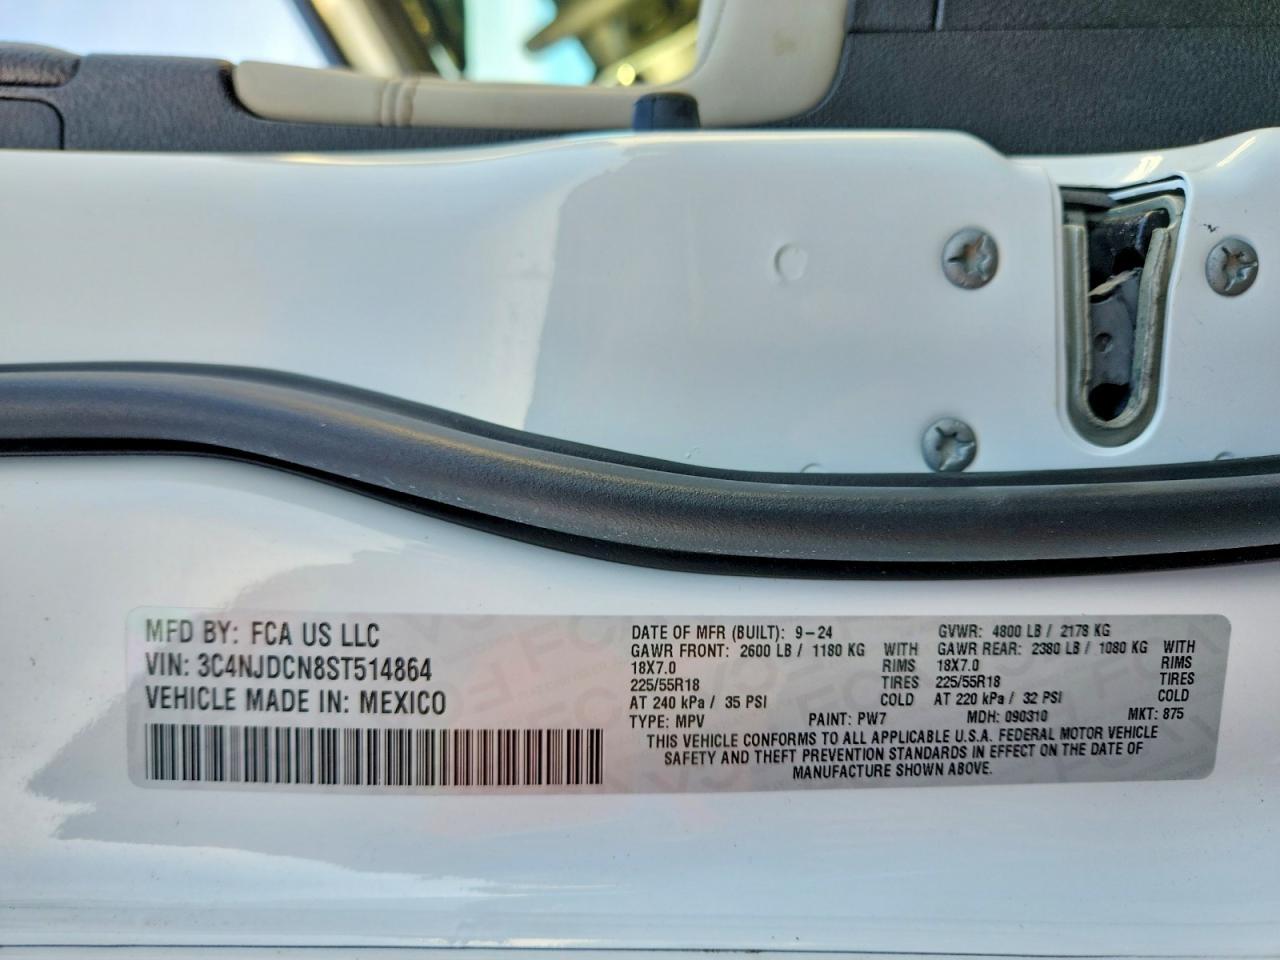 MFD BY: FCA US LLC
VIN: 3C4NJDCN8ST514864
VEHICLE MADE IN: MEXICO
DATE OF MFR (BUILT): 9-24
GAWR FRONT: 2600 LB / 1180 KG WITH
18X7.0 RIMS
225/55R18 TIRES
AT 240 kPa / 35 PSI COLD
GVWR: 4800 LB / 2178 KG
GAWR REAR: 2380 LB / 1080 KG WITH
18X7.0 RIMS
225/55R18 TIRES
AT 220 kPa / 32 PSI COLD
TYPE: MPV PAINT: PW7 MDH: 090310 MKT: 875
THIS VEHICLE CONFORMS TO ALL APPLICABLE U.S.A. FEDERAL MOTOR VEHICLE
SAFETY AND THEFT PREVENTION STANDARDS IN EFFECT ON THE DATE OF
MANUFACTURE SHOWN ABOVE.